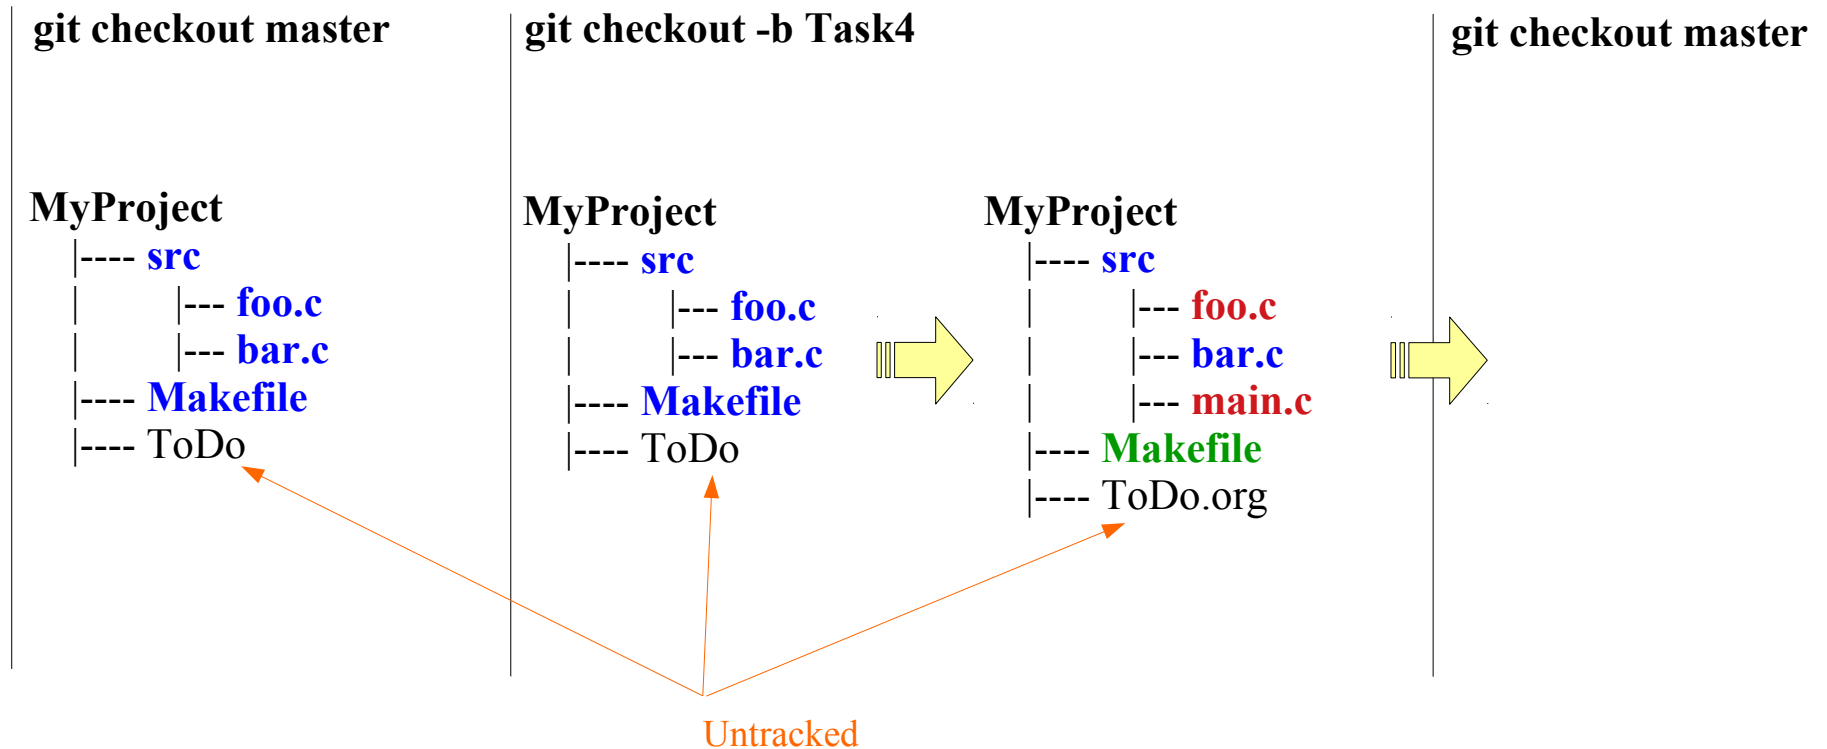 git checkout master
MyProject
|---- src
| |--- foo.c
| |--- bar.c
|---- Makefile
|---- ToDo
git checkout -b Task4
MyProject
|---- src
| |--- foo.c
| |--- bar.c
|---- Makefile
|---- ToDo
MyProject
|---- src
| |--- foo.c
| |--- bar.c
| |--- main.c
|---- Makefile
|---- ToDo.org
git checkout master
Untracked